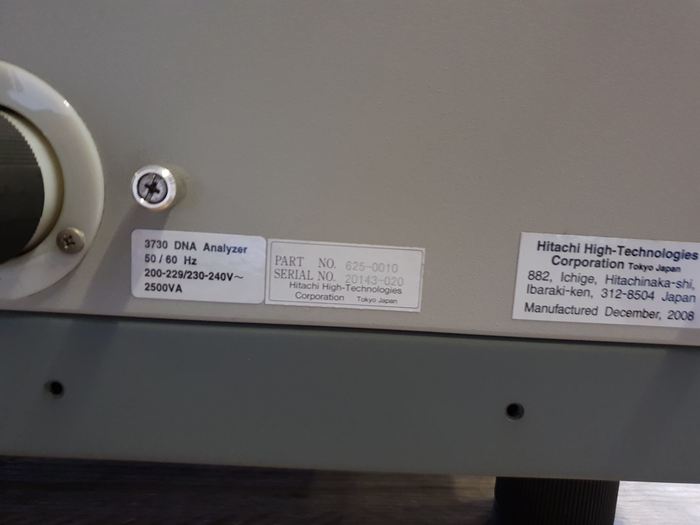 3730 DNA Analyzer
50 / 60 Hz
200-229/230-240V~
2500VA
PART NO. 625-0010
SERIAL NO. 20143-020
Hitachi High-Technologies
Corporation Tokyo Japan
Hitachi High-Technologies
Corporation Tokyo Japan
882, Ichige, Hitachinaka-shi,
Ibaraki-ken, 312-8504 Japan
Manufactured December, 2008